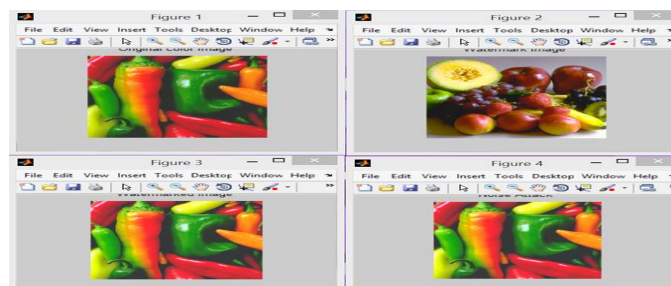 Figure 1
File Edit View Insert Tools Desktop Window Help
Original color image
Figure 2
File Edit View Insert Tools Desktop Window Help
Watermark image
Figure 3
File Edit View Insert Tools Desktop Window Help
Watermarked image
Figure 4
File Edit View Insert Tools Desktop Window Help
Noise Attack